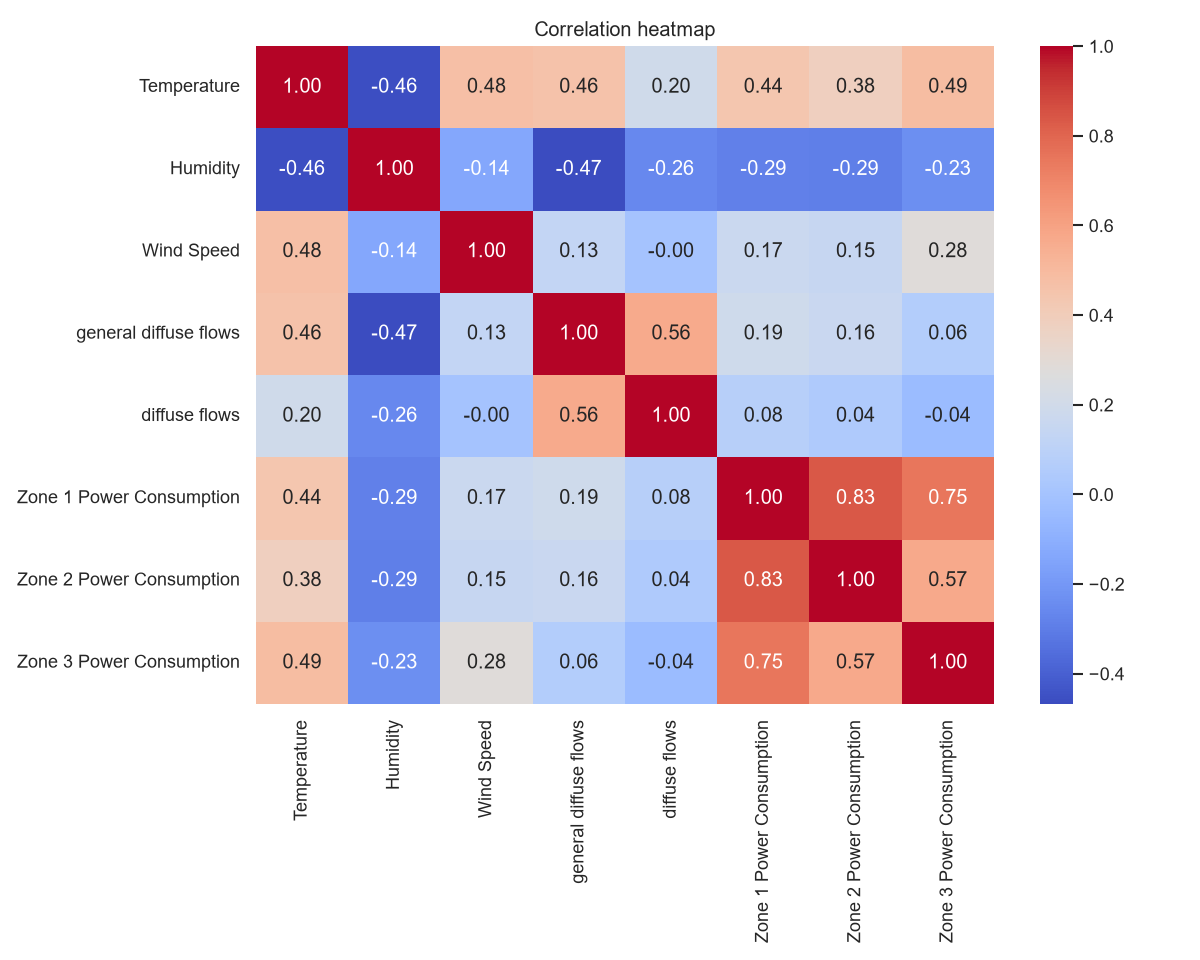 Correlation heatmap
Temperature 1.00 -0.46 0.48 0.46 0.20 0.44 0.38 0.49
Humidity -0.46 1.00 -0.14 -0.47 -0.26 -0.29 -0.29 -0.23
Wind Speed 0.48 -0.14 1.00 0.13 -0.00 0.17 0.15 0.28
general diffuse flows 0.46 -0.47 0.13 1.00 0.56 0.19 0.16 0.06
diffuse flows 0.20 -0.26 -0.00 0.56 1.00 0.08 0.04 -0.04
Zone 1 Power Consumption 0.44 -0.29 0.17 0.19 0.08 1.00 0.83 0.75
Zone 2 Power Consumption 0.38 -0.29 0.15 0.16 0.04 0.83 1.00 0.57
Zone 3 Power Consumption 0.49 -0.23 0.28 0.06 -0.04 0.75 0.57 1.00
Temperature
Humidity
Wind Speed
general diffuse flows
diffuse flows
Zone 1 Power Consumption
Zone 2 Power Consumption
Zone 3 Power Consumption
1.0
0.8
0.6
0.4
0.2
0.0
−0.2
−0.4